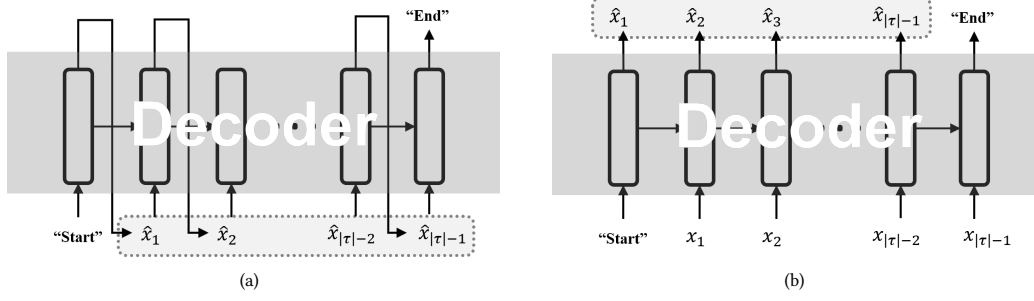 “End”
Decoder
“Start” x̂₁ x̂₂ x̂|τ|−2 x̂|τ|−1
(a)
x̂₁ x̂₂ x̂₃ x̂|τ|−1 “End”
Decoder
“Start” x₁ x₂ x|τ|−2 x|τ|−1
(b)